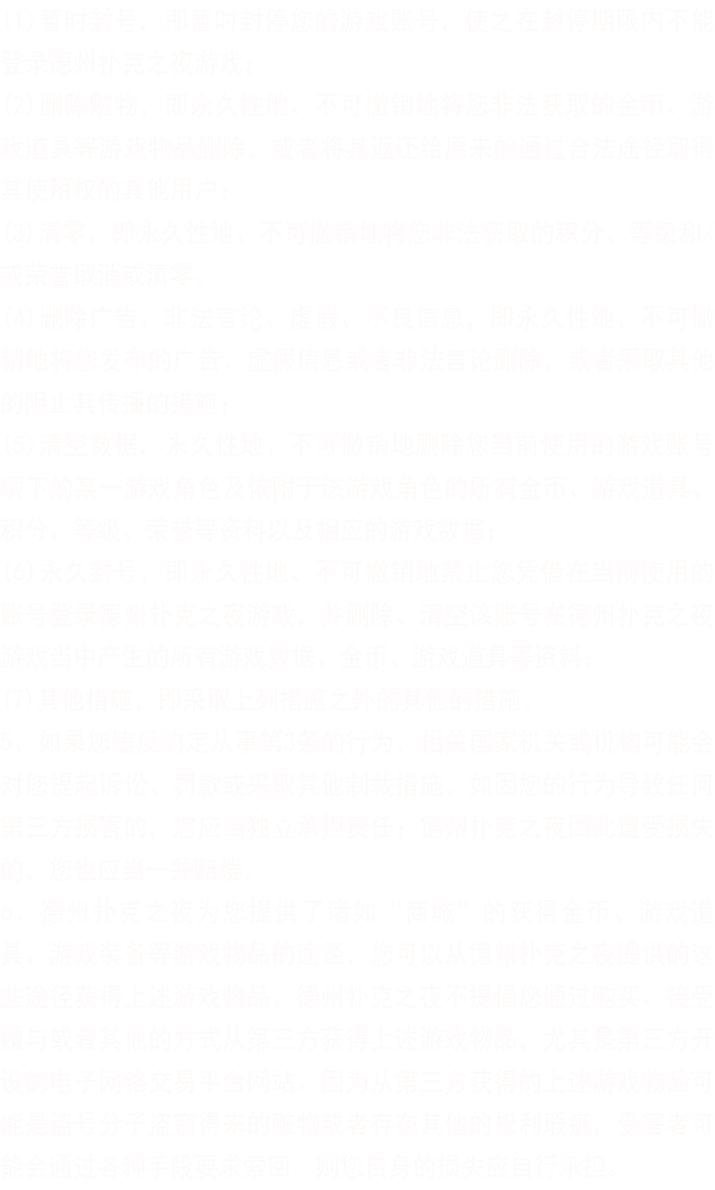 (1) 暂时封号，即暂时封停您的游戏账号，使之在封停期限内不能
登录德州扑克之夜游戏；
(2) 删除赃物，即永久性地、不可撤销地将您非法获取的金币、游
戏道具等游戏物品删除，或者将其返还给原来的通过合法途径取得
其使用权的其他用户；
(3) 清零，即永久性地、不可撤销地将您非法获取的积分、等级和/
或荣誉取消或清零。
(4) 删除广告、非法言论、虚假、不良信息，即永久性地、不可撤
销地将您发布的广告、虚假信息或者非法言论删除，或者采取其他
的阻止其传播的措施；
(5) 清空数据，永久性地、不可撤销地删除您当前使用的游戏账号
项下的某一游戏角色及依附于该游戏角色的所有金币、游戏道具、
积分、等级、荣誉等资料以及相应的游戏数据；
(6) 永久封号，即永久性地、不可撤销地禁止您凭借在当前使用的
账号登录德州扑克之夜游戏，并删除、清空该账号在德州扑克之夜
游戏当中产生的所有游戏数据、金币、游戏道具等资料；
(7) 其他措施，即采取上列措施之外的其他的措施。
5、如果您违反约定从事第3条的行为，相关国家机关或机构可能会
对您提起诉讼、罚款或采取其他制裁措施。如因您的行为导致任何
第三方损害的，您应当独立承担责任；德州扑克之夜因此遭受损失
的，您也应当一并赔偿。
6、德州扑克之夜为您提供了诸如“商城”的获得金币、游戏道
具、游戏装备等游戏物品的途径，您可以从德州扑克之夜提供的这
些途径获得上述游戏物品。德州扑克之夜不提倡您通过购买、接受
赠与或者其他的方式从第三方获得上述游戏物品，尤其是第三方开
设的电子网络交易平台网站。因为从第三方获得的上述游戏物品可
能是盗号分子盗窃得来的赃物或者存在其他的权利瑕疵，受害者可
能会通过各种手段要求索回，则您自身的损失应自行承担。